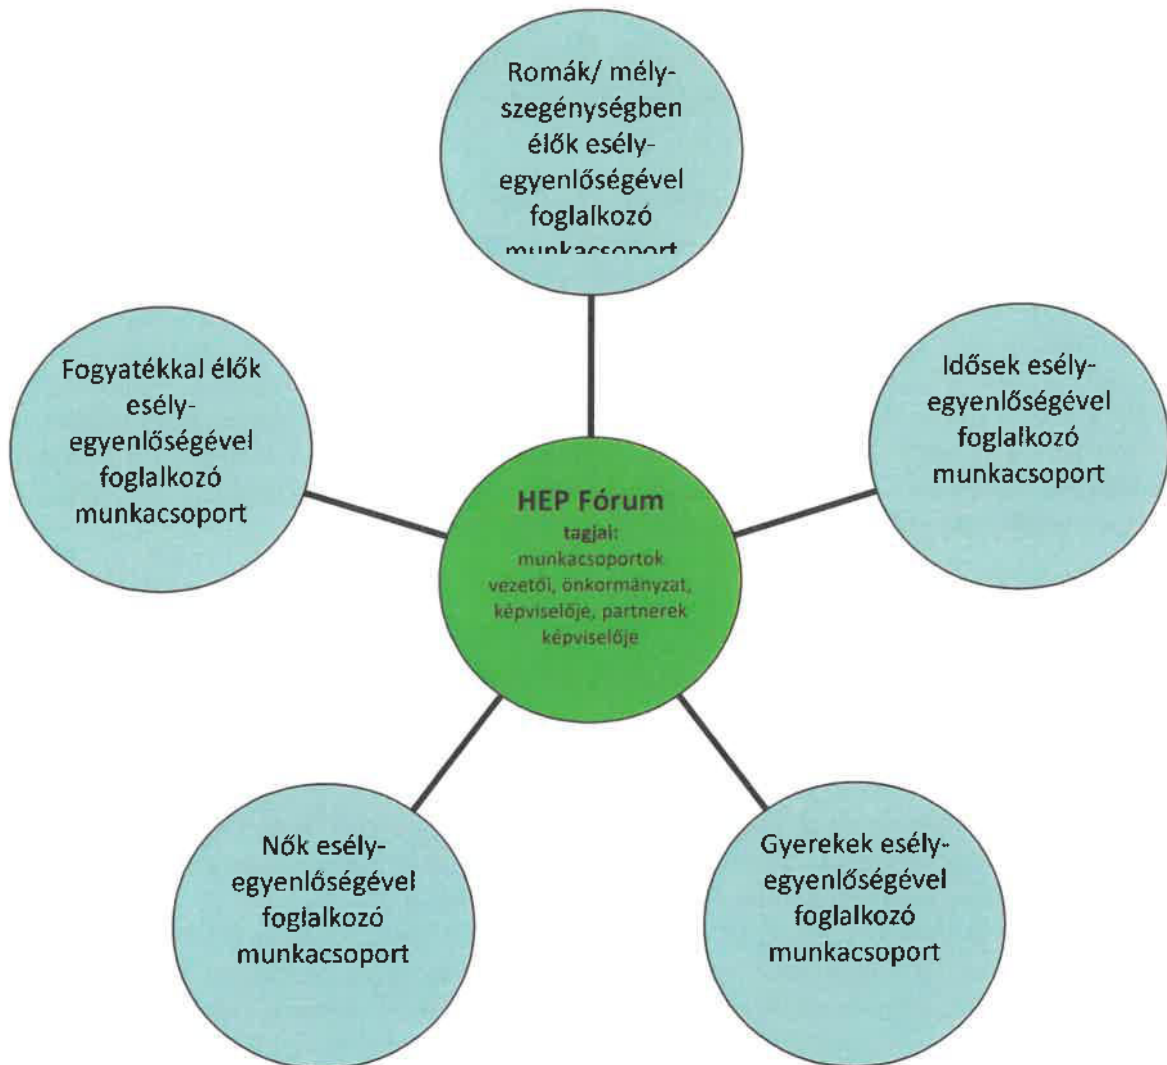 Romák/ mély-
szegénységben
élők esély-
egyenlőségével
foglalkozó
munkacsoport
Fogyatékkal élők
esély-
egyenlőségével
foglalkozó
munkacsoport
Idősek esély-
egyenlőségével
foglalkozó
munkacsoport
HEP Fórum
tagjai:
munkacsoportok
vezetői, önkormányzat,
képviselője, partnerek
képviselője
Nők esély-
egyenlőségével
foglalkozó
munkacsoport
Gyerekek esély-
egyenlőségével
foglalkozó
munkacsoport